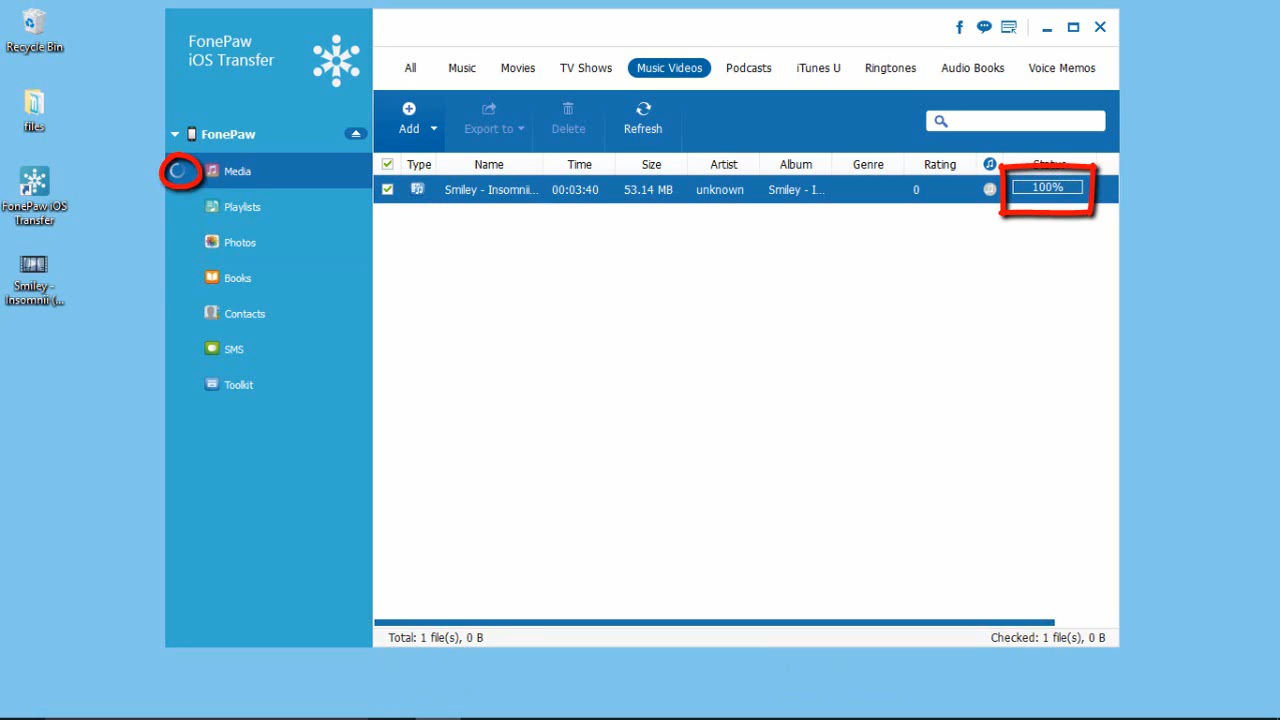 Recycle Bin
files
FonePaw iOS
Transfer
Smiley -
Insomnii (...
FonePaw
iOS Transfer
FonePaw
Media
Playlists
Photos
Books
Contacts
SMS
Toolkit
All Music Movies TV Shows Music Videos Podcasts iTunes U Ringtones Audio Books Voice Memos
Add Export to Delete Refresh
Type Name Time Size Artist Album Genre Rating Status
Smiley - Insomnii... 00:03:40 53.14 MB unknown Smiley - I... 0 100%
Total: 1 file(s), 0 B Checked: 1 file(s), 0 B